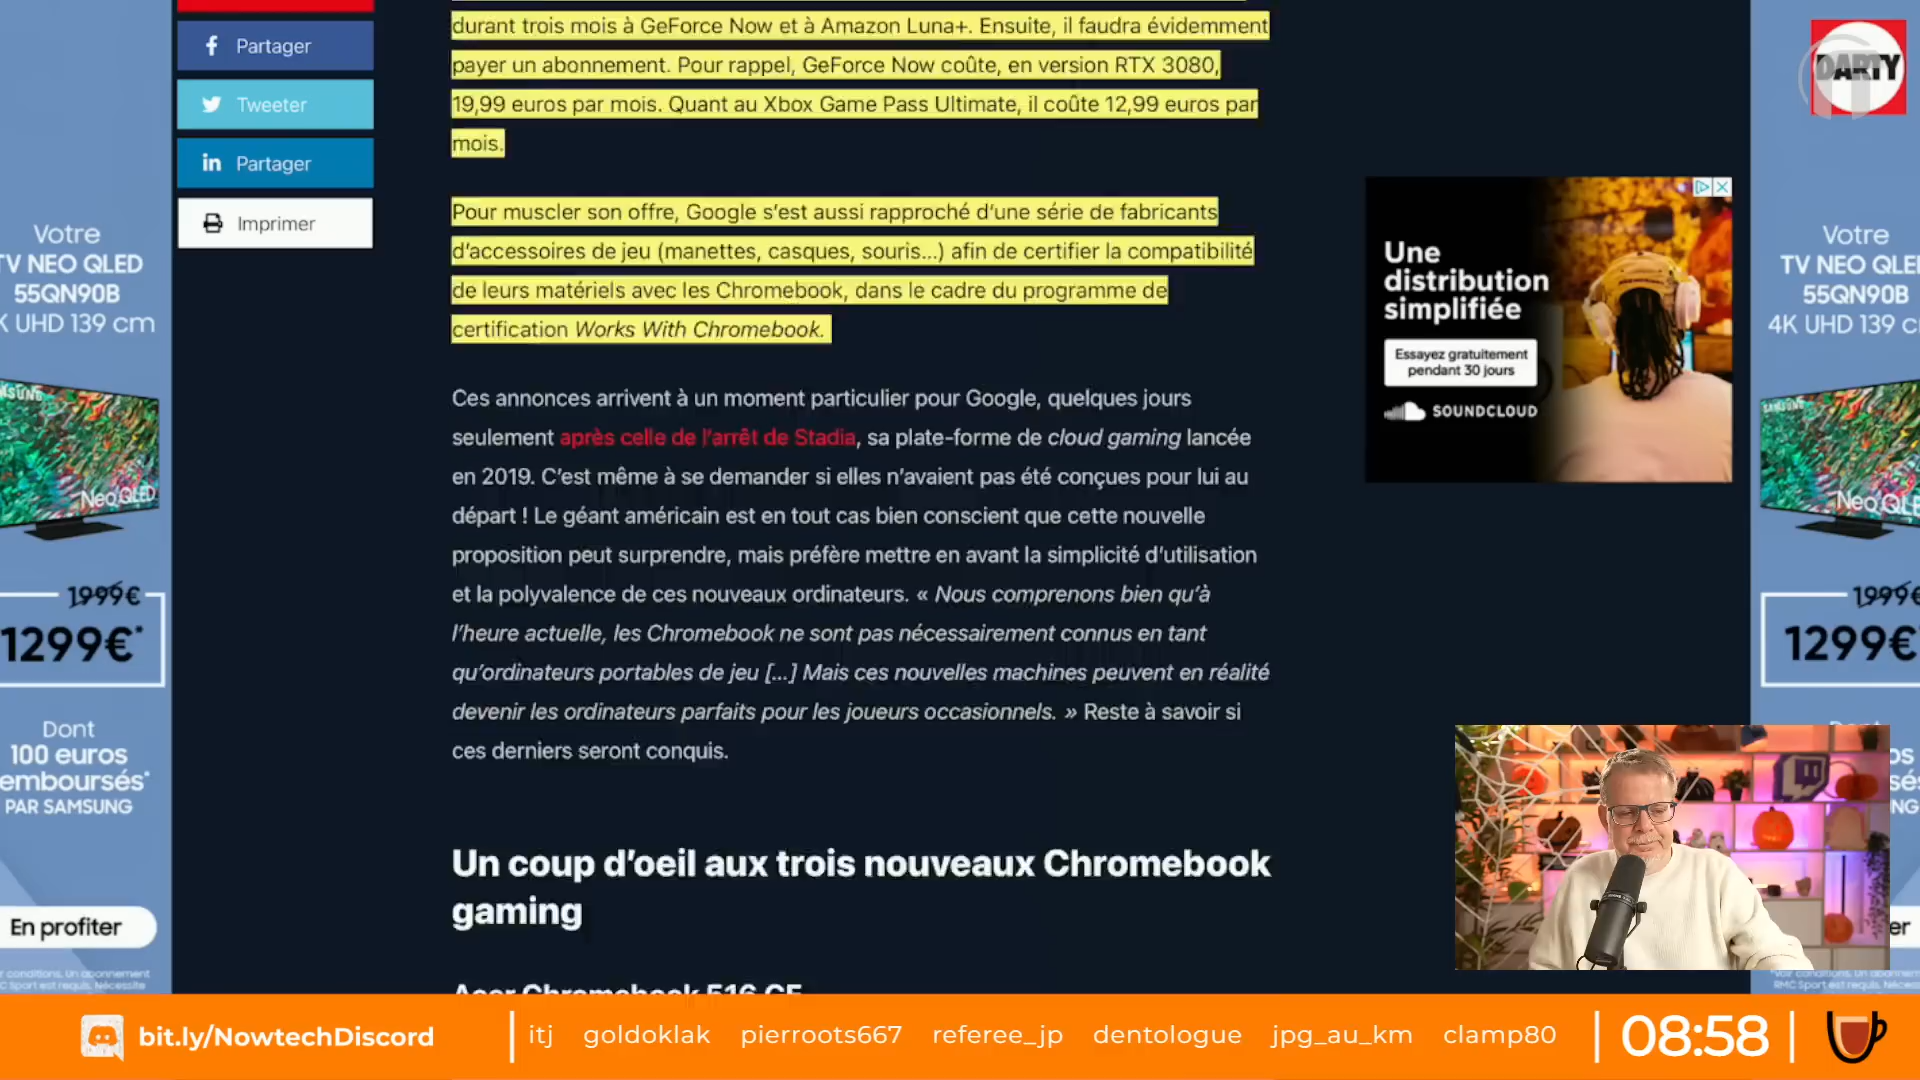 Partager
Tweeter
Partager
Imprimer
durant trois mois à GeForce Now et à Amazon Luna+. Ensuite, il faudra évidemment
payer un abonnement. Pour rappel, GeForce Now coûte, en version RTX 3080,
19,99 euros par mois. Quant au Xbox Game Pass Ultimate, il coûte 12,99 euros par
mois.
Pour muscler son offre, Google s’est aussi rapproché d’une série de fabricants
d’accessoires de jeu (manettes, casques, souris…) afin de certifier la compatibilité
de leurs matériels avec les Chromebook, dans le cadre du programme de
certification Works With Chromebook.
Ces annonces arrivent à un moment particulier pour Google, quelques jours
seulement après celle de l’arrêt de Stadia, sa plate-forme de cloud gaming lancée
en 2019. C’est même à se demander si elles n’avaient pas été conçues pour lui au
départ ! Le géant américain est en tout cas bien conscient que cette nouvelle
proposition peut surprendre, mais préfère mettre en avant la simplicité d’utilisation
et la polyvalence de ces nouveaux ordinateurs. « Nous comprenons bien qu’à
l’heure actuelle, les Chromebook ne sont pas nécessairement connus en tant
qu’ordinateurs portables de jeu […] Mais ces nouvelles machines peuvent en réalité
devenir les ordinateurs parfaits pour les joueurs occasionnels. » Reste à savoir si
ces derniers seront conquis.
Un coup d’oeil aux trois nouveaux Chromebook
gaming
Acer Chromebook 516 GE
Votre
TV NEO QLED
55QN90B
K UHD 139 cm
SAMSUNG
Neo QLED
1999€
1299€*
Dont
100 euros
emboursés*
PAR SAMSUNG
En profiter
DARTY
Une
distribution
simplifiée
Essayez gratuitement
pendant 30 jours
SOUNDCLOUD
Votre
TV NEO QLE
55QN90B
4K UHD 139 c
SAMSUNG
Neo QLE
1999€
1299€
bit.ly/NowtechDiscord
itj goldoklak pierroots667 referee_jp dentologue jpg_au_km clamp80
08:58